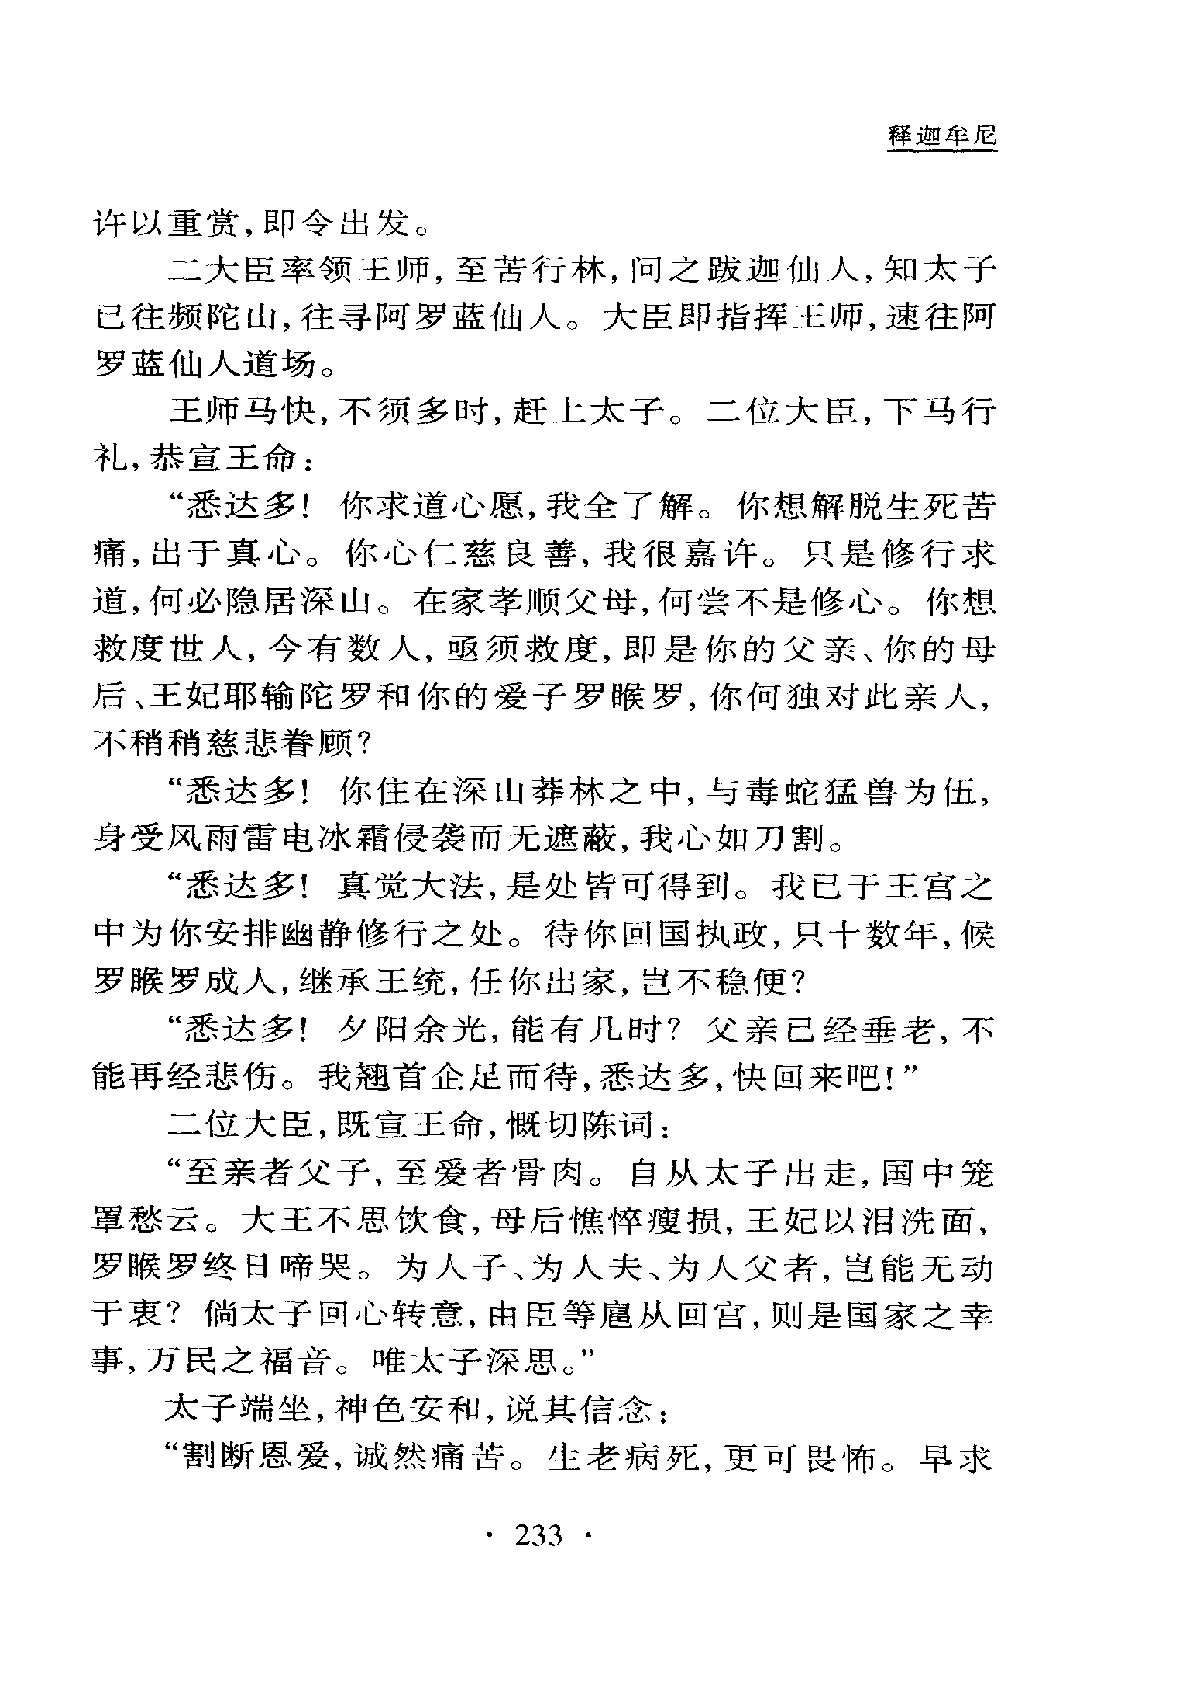 释迦牟尼
许以重赏,即令出发。
二大臣率领王师,至苦行林,问之跋迦仙人,知太子
已往频陀山,往寻阿罗蓝仙人。大臣即指挥王师,速往阿
罗蓝仙人道场。
王师马快,不须多时,赶上太子。二位大臣,下马行
礼,恭宣王命:
“悉达多! 你求道心愿,我全了解。你想解脱生死苦
痛,出于真心。你心仁慈良善,我很嘉许。只是修行求
道,何必隐居深山。在家孝顺父母,何尝不是修心。你想
救度世人,今有数人,亟须救度,即是你的父亲、你的母
后、王妃耶输陀罗和你的爱子罗睺罗,你何独对此亲人,
不稍稍慈悲眷顾?
“悉达多! 你住在深山莽林之中,与毒蛇猛兽为伍,
身受风雨雷电冰霜侵袭而无遮蔽,我心如刀割。
“悉达多! 真觉大法,是处皆可得到。我已于王宫之
中为你安排幽静修行之处。待你回国执政,只十数年,候
罗睺罗成人,继承王统,任你出家,岂不稳便?
“悉达多! 夕阳余光,能有几时? 父亲已经垂老,不
能再经悲伤。我翘首企足而待,悉达多,快回来吧!”
二位大臣,既宣王命,慨切陈词:
“至亲者父子,至爱者骨肉。自从太子出走,国中笼
罩愁云。大王不思饮食,母后憔悴瘦损,王妃以泪洗面,
罗睺罗终日啼哭。为人子、为人夫、为人父者,岂能无动
于衷? 倘太子回心转意,由臣等扈从回宫,则是国家之幸
事,万民之福音。唯太子深思。”
太子端坐,神色安和,说其信念:
“割断恩爱,诚然痛苦。生老病死,更可畏怖。早求
· 233 ·